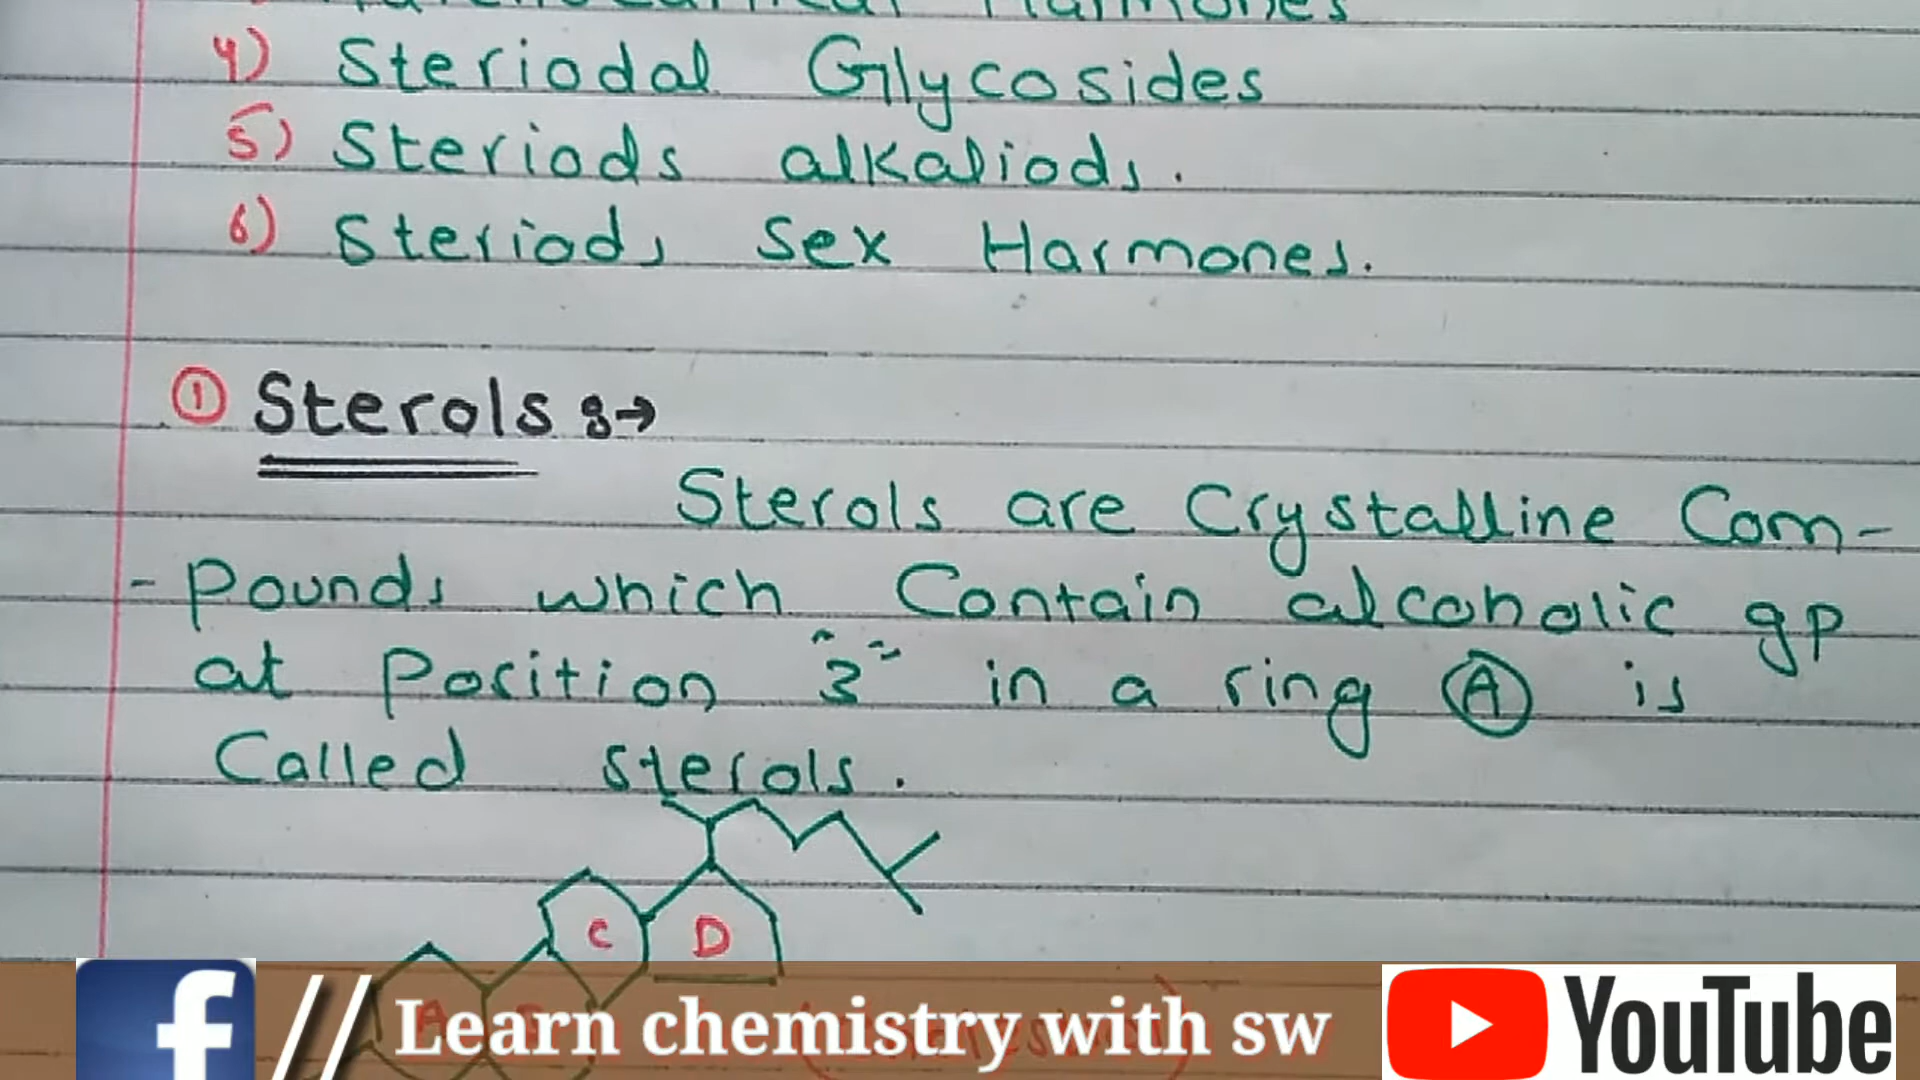 Hormones
4) Steriodal Glycosides
5) Steriods alkaliods.
6) Steriods Sex Harmones.
① Sterols :→
Sterols are Crystalline Com-
-pounds which Contain alcoholic gp
at Position "3" in a ring Ⓐ is
Called sterols.
C D
A
f // Learn chemistry with sw YouTube